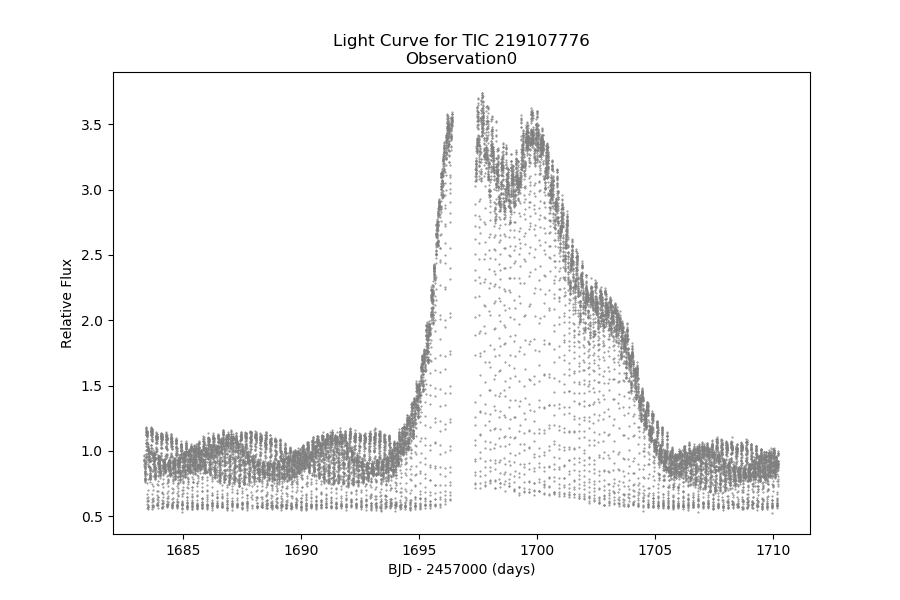 Light Curve for TIC 219107776
Observation0
3.5
3.0
2.5
2.0
1.5
1.0
0.5
Relative Flux
1685 1690 1695 1700 1705 1710
BJD - 2457000 (days)